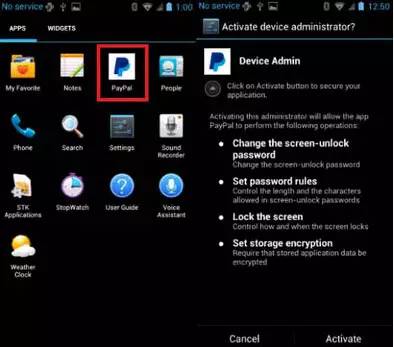 No service
1:00
APPS WIDGETS
My Favorite Notes PayPal People
Phone Search Settings Sound
Recorder
STK
Applications
StopWatch User Guide Voice
Assistant
Weather
Clock
No service
12:50
Activate device administrator?
Device Admin
Click on Activate button to secure your
application.
Activating this administrator will allow the app
PayPal to perform the following operations:
• Change the screen-unlock
password
Change the screen-unlock password
• Set password rules
Control the length and the characters
allowed in screen-unlock passwords
• Lock the screen
Control how and when the screen locks
• Set storage encryption
Require that stored application data be
encrypted
Cancel Activate